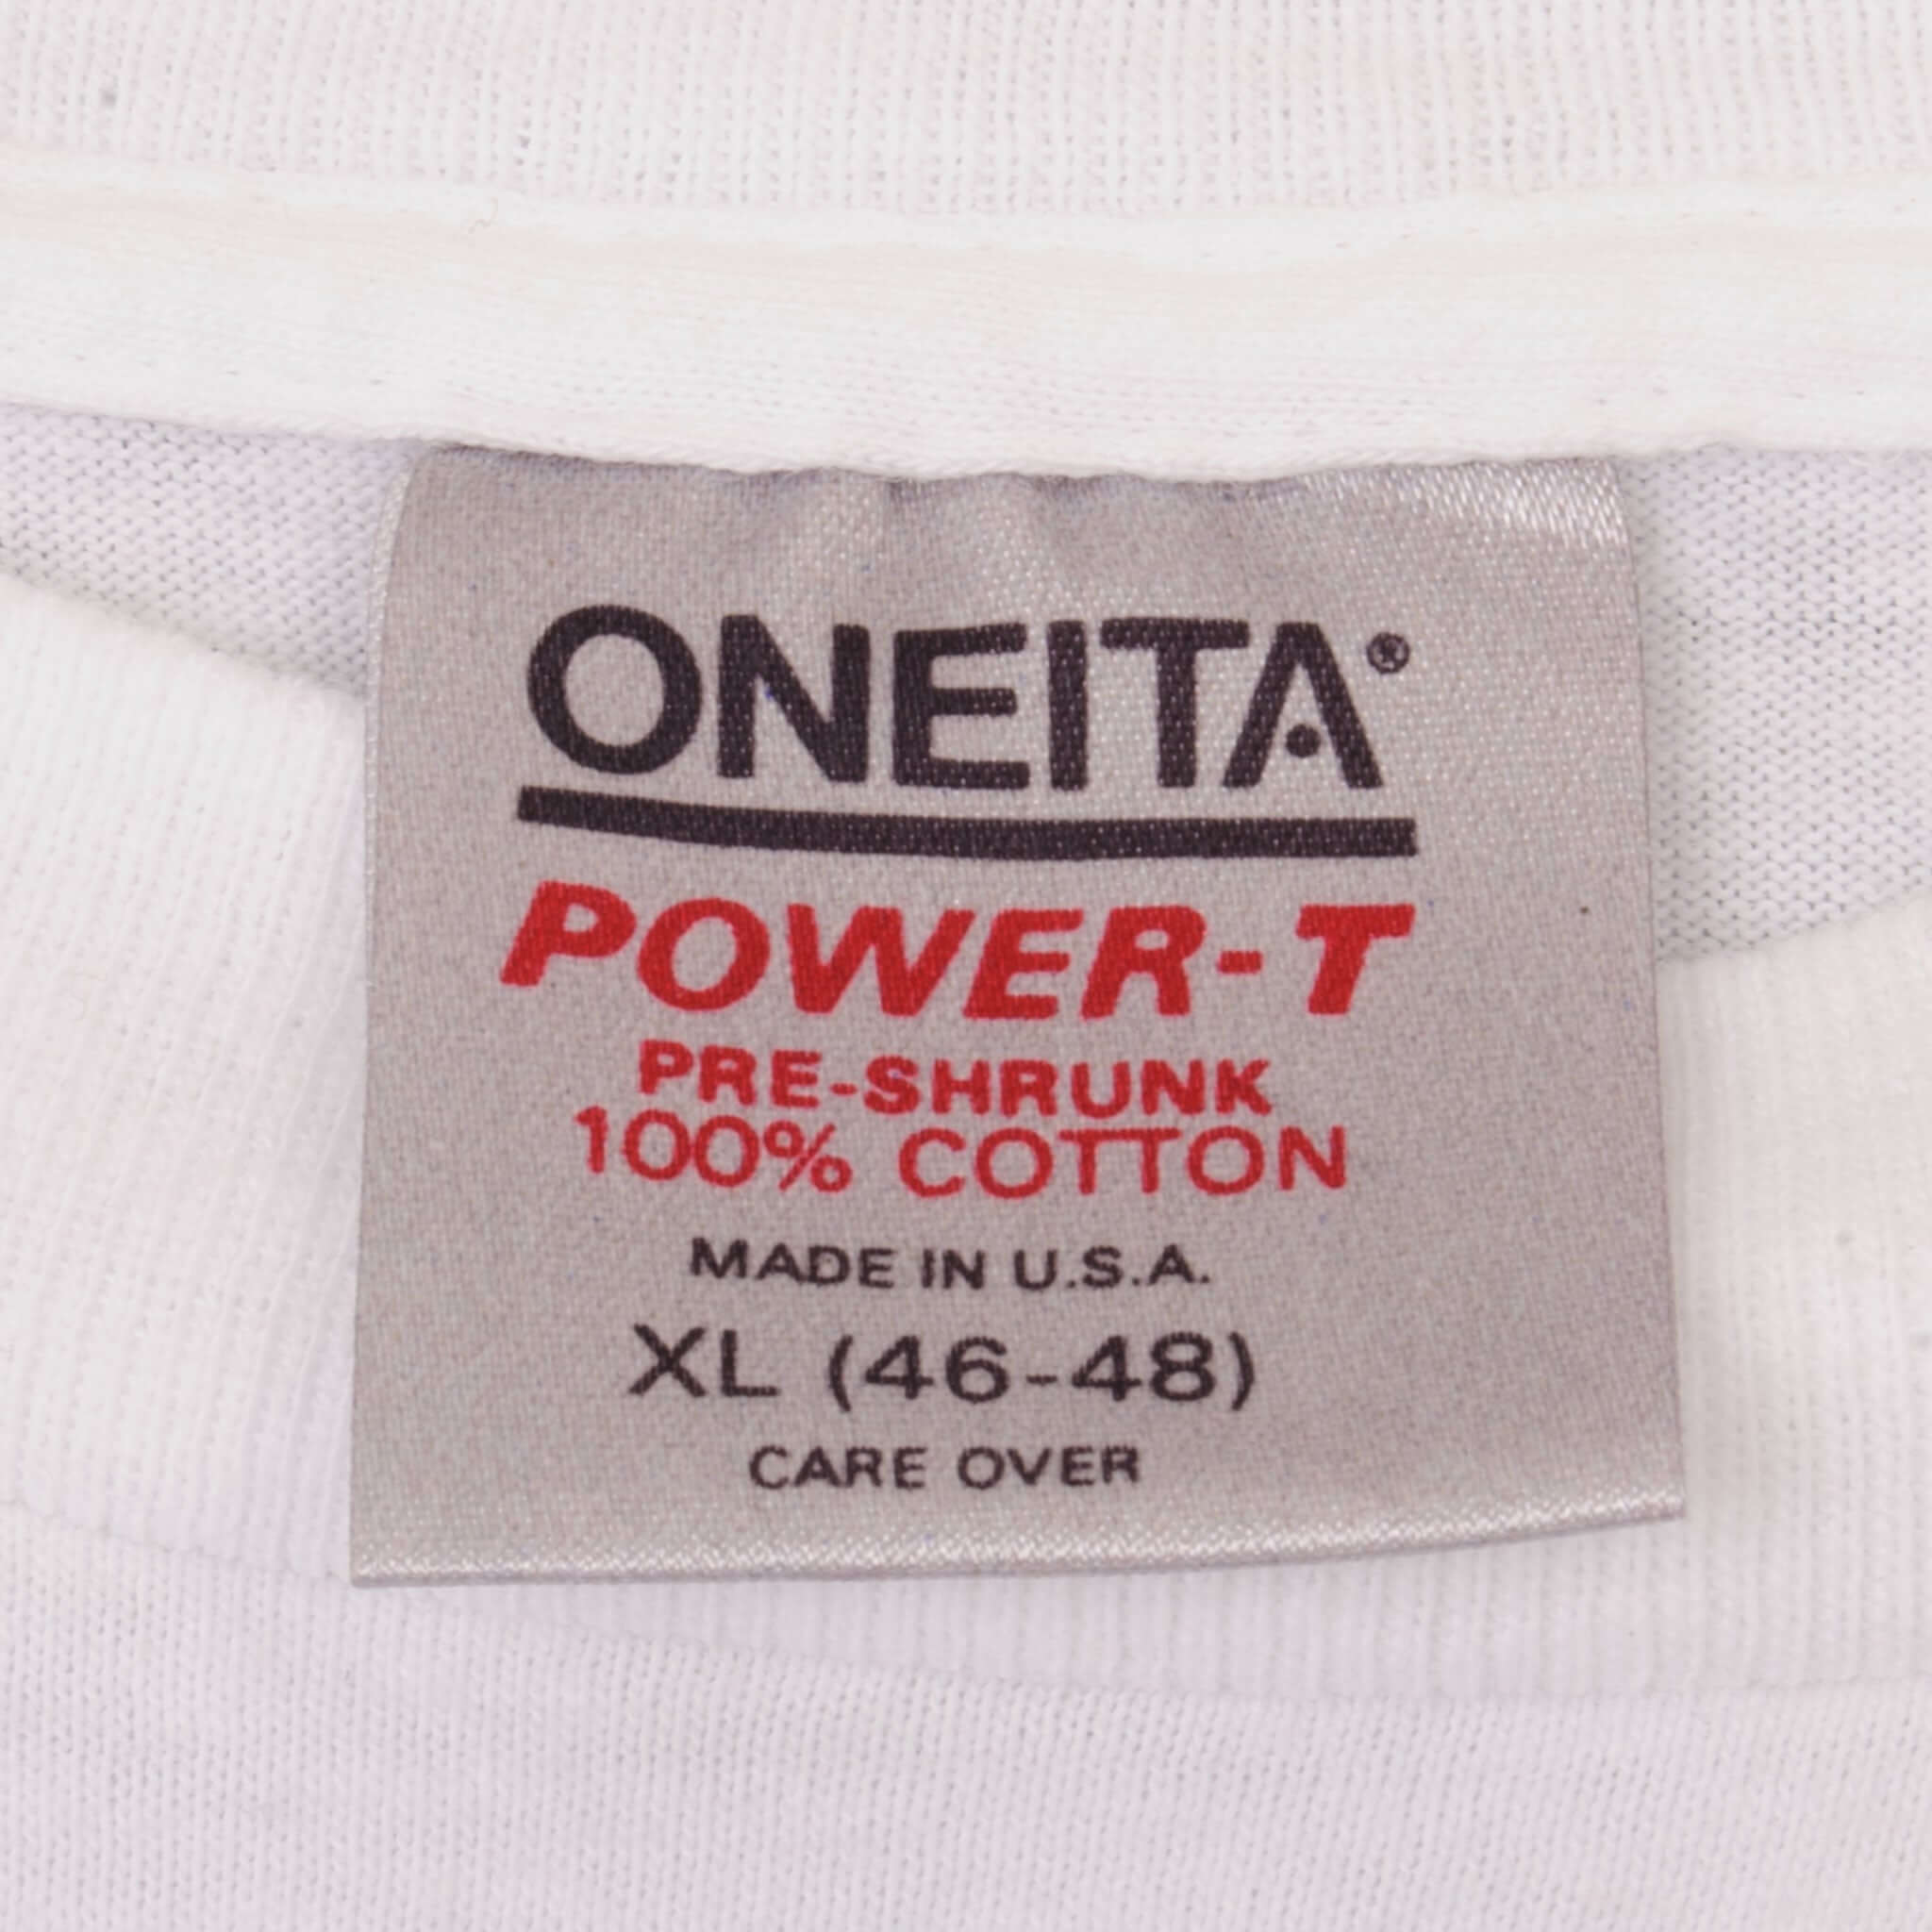 ONEITA®
POWER-T
PRE-SHRUNK
100% COTTON
MADE IN U.S.A.
XL (46-48)
CARE OVER